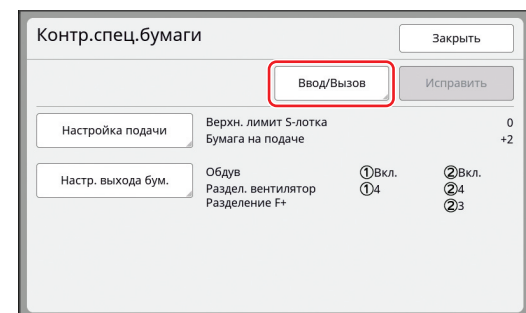 Контр.спец.бумаги
Закрыть
Ввод/Вызов
Исправить
Настройка подачи
Верхн. лимит S-лотка 0
Бумага на подаче +2
Настр. выхода бум.
Обдув ①Вкл. ②Вкл.
Раздел. вентилятор ①4 ②4
Разделение F+ ②3